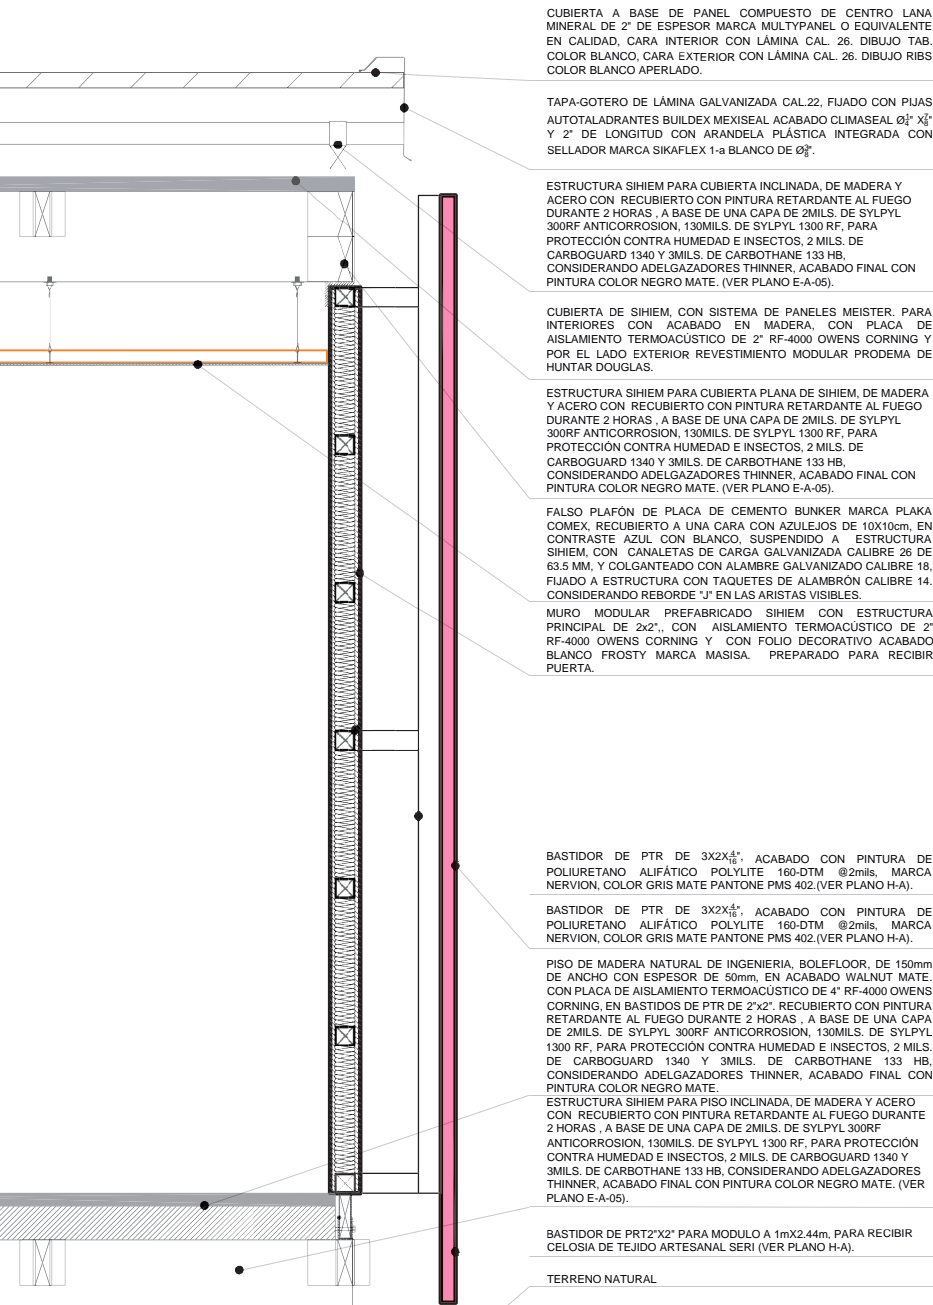 CUBIERTA A BASE DE PANEL COMPUESTO DE CENTRO LANA
MINERAL DE 2" DE ESPESOR MARCA MULTYPANEL O EQUIVALENTE
EN CALIDAD, CARA INTERIOR CON LÁMINA CAL. 26. DIBUJO TAB.
COLOR BLANCO, CARA EXTERIOR CON LÁMINA CAL. 26. DIBUJO RIBS
COLOR BLANCO APERLADO.
TAPA-GOTERO DE LÁMINA GALVANIZADA CAL.22, FIJADO CON PIJAS
AUTOTALADRANTES BUILDEX MEXISEAL ACABADO CLIMASEAL Ø1/4" X7/8"
Y 2" DE LONGITUD CON ARANDELA PLÁSTICA INTEGRADA CON
SELLADOR MARCA SIKAFLEX 1-a BLANCO DE Ø3/8".
ESTRUCTURA SIHIEM PARA CUBIERTA INCLINADA, DE MADERA Y
ACERO CON RECUBIERTO CON PINTURA RETARDANTE AL FUEGO
DURANTE 2 HORAS , A BASE DE UNA CAPA DE 2MILS. DE SYLPYL
300RF ANTICORROSION, 130MILS. DE SYLPYL 1300 RF, PARA
PROTECCIÓN CONTRA HUMEDAD E INSECTOS, 2 MILS. DE
CARBOGUARD 1340 Y 3MILS. DE CARBOTHANE 133 HB,
CONSIDERANDO ADELGAZADORES THINNER, ACABADO FINAL CON
PINTURA COLOR NEGRO MATE. (VER PLANO E-A-05).
CUBIERTA DE SIHIEM, CON SISTEMA DE PANELES MEISTER. PARA
INTERIORES CON ACABADO EN MADERA, CON PLACA DE
AISLAMIENTO TERMOACÚSTICO DE 2" RF-4000 OWENS CORNING Y
POR EL LADO EXTERIOR REVESTIMIENTO MODULAR PRODEMA DE
HUNTAR DOUGLAS.
ESTRUCTURA SIHIEM PARA CUBIERTA PLANA DE SIHIEM, DE MADERA
Y ACERO CON RECUBIERTO CON PINTURA RETARDANTE AL FUEGO
DURANTE 2 HORAS , A BASE DE UNA CAPA DE 2MILS. DE SYLPYL
300RF ANTICORROSION, 130MILS. DE SYLPYL 1300 RF, PARA
PROTECCIÓN CONTRA HUMEDAD E INSECTOS, 2 MILS. DE
CARBOGUARD 1340 Y 3MILS. DE CARBOTHANE 133 HB,
CONSIDERANDO ADELGAZADORES THINNER, ACABADO FINAL CON
PINTURA COLOR NEGRO MATE. (VER PLANO E-A-05).
FALSO PLAFÓN DE PLACA DE CEMENTO BUNKER MARCA PLAKA
COMEX, RECUBIERTO A UNA CARA CON AZULEJOS DE 10X10cm, EN
CONTRASTE AZUL CON BLANCO, SUSPENDIDO A ESTRUCTURA
SIHIEM, CON CANALETAS DE CARGA GALVANIZADA CALIBRE 26 DE
63.5 MM, Y COLGANTEADO CON ALAMBRE GALVANIZADO CALIBRE 18,
FIJADO A ESTRUCTURA CON TAQUETES DE ALAMBRÓN CALIBRE 14.
CONSIDERANDO REBORDE "J" EN LAS ARISTAS VISIBLES.
MURO MODULAR PREFABRICADO SIHIEM CON ESTRUCTURA
PRINCIPAL DE 2x2",, CON AISLAMIENTO TERMOACÚSTICO DE 2"
RF-4000 OWENS CORNING Y CON FOLIO DECORATIVO ACABADO
BLANCO FROSTY MARCA MASISA. PREPARADO PARA RECIBIR
PUERTA.
BASTIDOR DE PTR DE 3X2X4/16", ACABADO CON PINTURA DE
POLIURETANO ALIFÁTICO POLYLITE 160-DTM @2mils, MARCA
NERVION, COLOR GRIS MATE PANTONE PMS 402.(VER PLANO H-A).
BASTIDOR DE PTR DE 3X2X4/16", ACABADO CON PINTURA DE
POLIURETANO ALIFÁTICO POLYLITE 160-DTM @2mils, MARCA
NERVION, COLOR GRIS MATE PANTONE PMS 402.(VER PLANO H-A).
PISO DE MADERA NATURAL DE INGENIERIA, BOLEFLOOR, DE 150mm
DE ANCHO CON ESPESOR DE 50mm, EN ACABADO WALNUT MATE.
CON PLACA DE AISLAMIENTO TERMOACÚSTICO DE 4" RF-4000 OWENS
CORNING, EN BASTIDOS DE PTR DE 2"x2". RECUBIERTO CON PINTURA
RETARDANTE AL FUEGO DURANTE 2 HORAS , A BASE DE UNA CAPA
DE 2MILS. DE SYLPYL 300RF ANTICORROSION, 130MILS. DE SYLPYL
1300 RF, PARA PROTECCIÓN CONTRA HUMEDAD E INSECTOS, 2 MILS.
DE CARBOGUARD 1340 Y 3MILS. DE CARBOTHANE 133 HB,
CONSIDERANDO ADELGAZADORES THINNER, ACABADO FINAL CON
PINTURA COLOR NEGRO MATE.
ESTRUCTURA SIHIEM PARA PISO INCLINADA, DE MADERA Y ACERO
CON RECUBIERTO CON PINTURA RETARDANTE AL FUEGO DURANTE
2 HORAS , A BASE DE UNA CAPA DE 2MILS. DE SYLPYL 300RF
ANTICORROSION, 130MILS. DE SYLPYL 1300 RF, PARA PROTECCIÓN
CONTRA HUMEDAD E INSECTOS, 2 MILS. DE CARBOGUARD 1340 Y
3MILS. DE CARBOTHANE 133 HB, CONSIDERANDO ADELGAZADORES
THINNER, ACABADO FINAL CON PINTURA COLOR NEGRO MATE. (VER
PLANO E-A-05).
BASTIDOR DE PRT2"X2" PARA MODULO A 1mX2.44m, PARA RECIBIR
CELOSIA DE TEJIDO ARTESANAL SERI (VER PLANO H-A).
TERRENO NATURAL